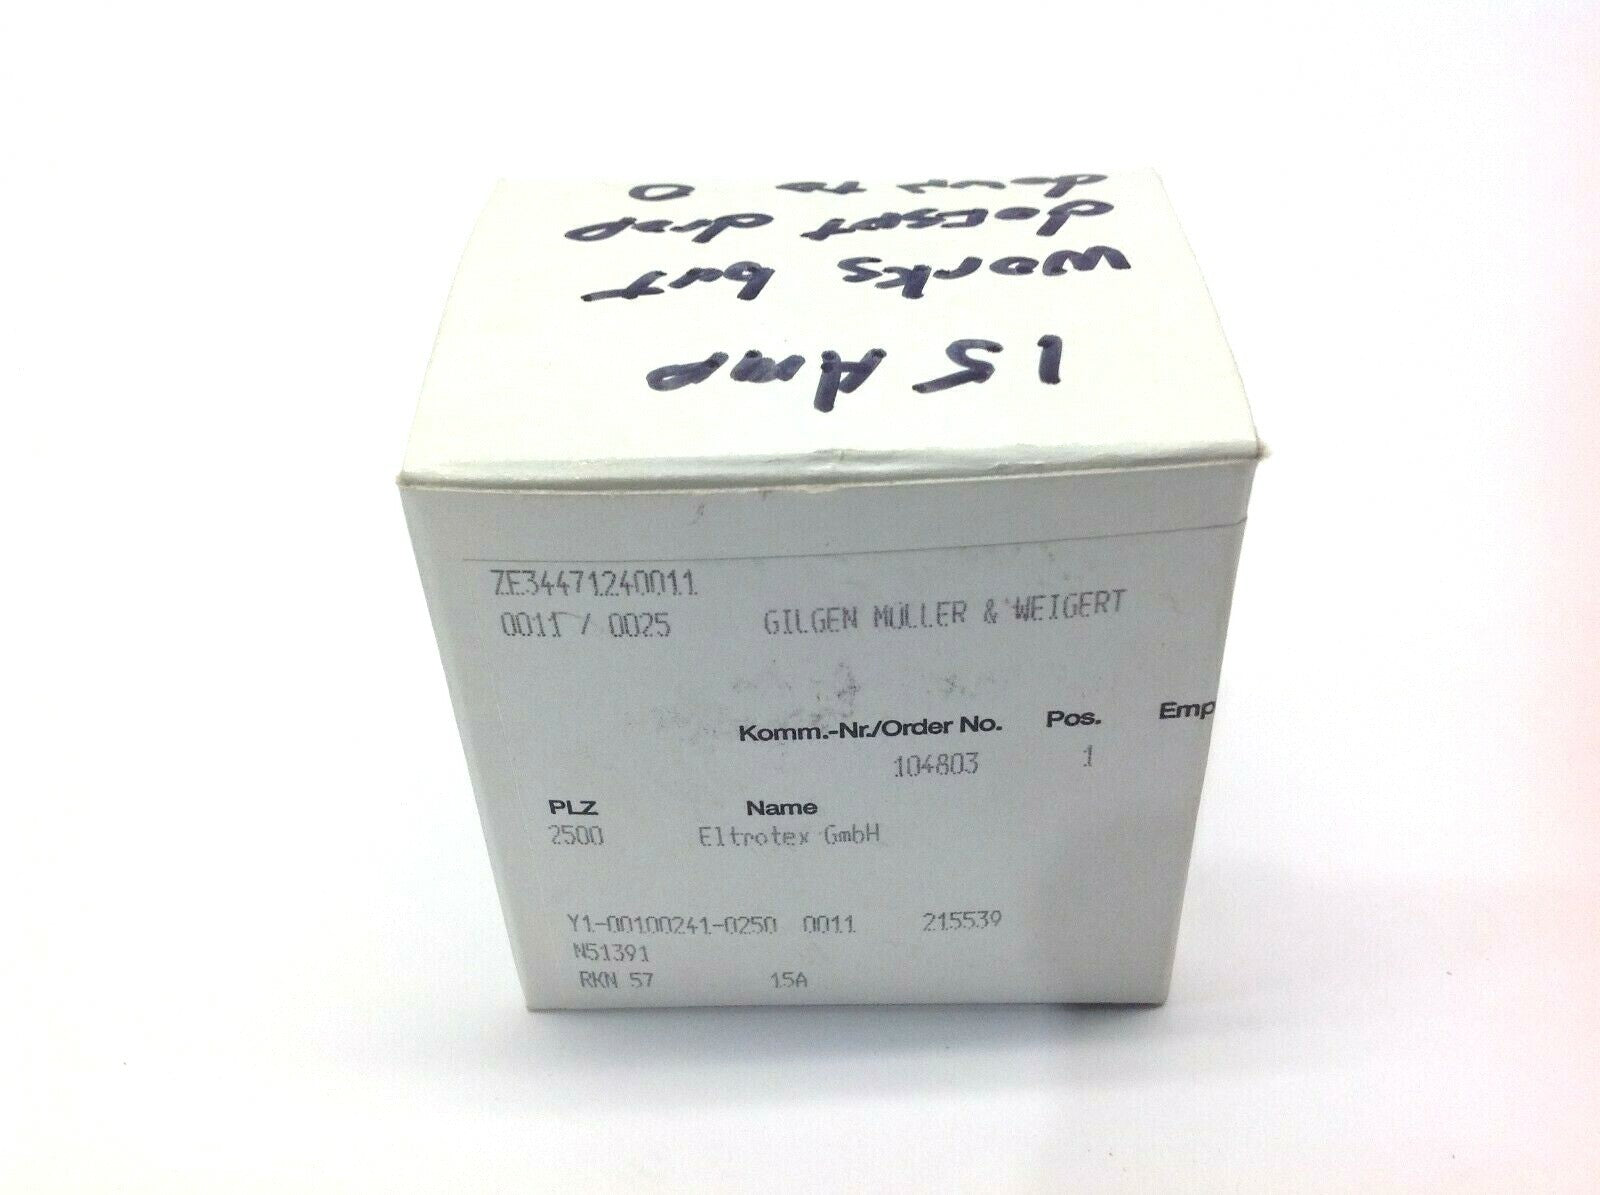 15 Amp
works but
doesnt drop
down to 0
ZE34471240011
0011 / 0025 GILGEN MÜLLER & WEIGERT
Komm.-Nr./Order No. Pos. Emp
104803 1
PLZ Name
2500 Eltrotex GmbH
Y1-00100241-0250 0011 215539
N51391
RKN 57 15A